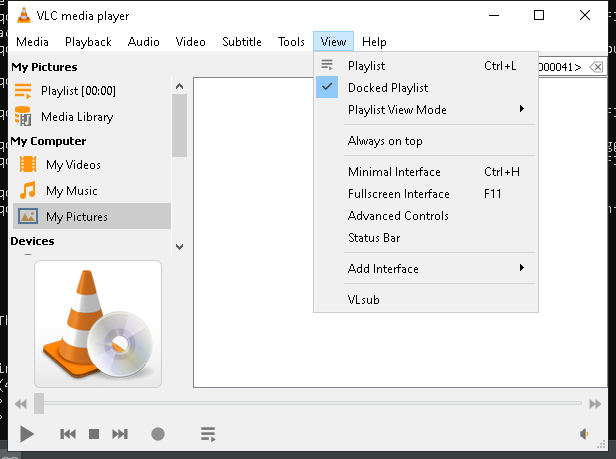 VLC media player
Media Playback Audio Video Subtitle Tools View Help
My Pictures
Playlist [00:00]
Media Library
My Computer
My Videos
My Music
My Pictures
Devices
000041>
Playlist Ctrl+L
Docked Playlist
Playlist View Mode
Always on top
Minimal Interface Ctrl+H
Fullscreen Interface F11
Advanced Controls
Status Bar
Add Interface
VLsub